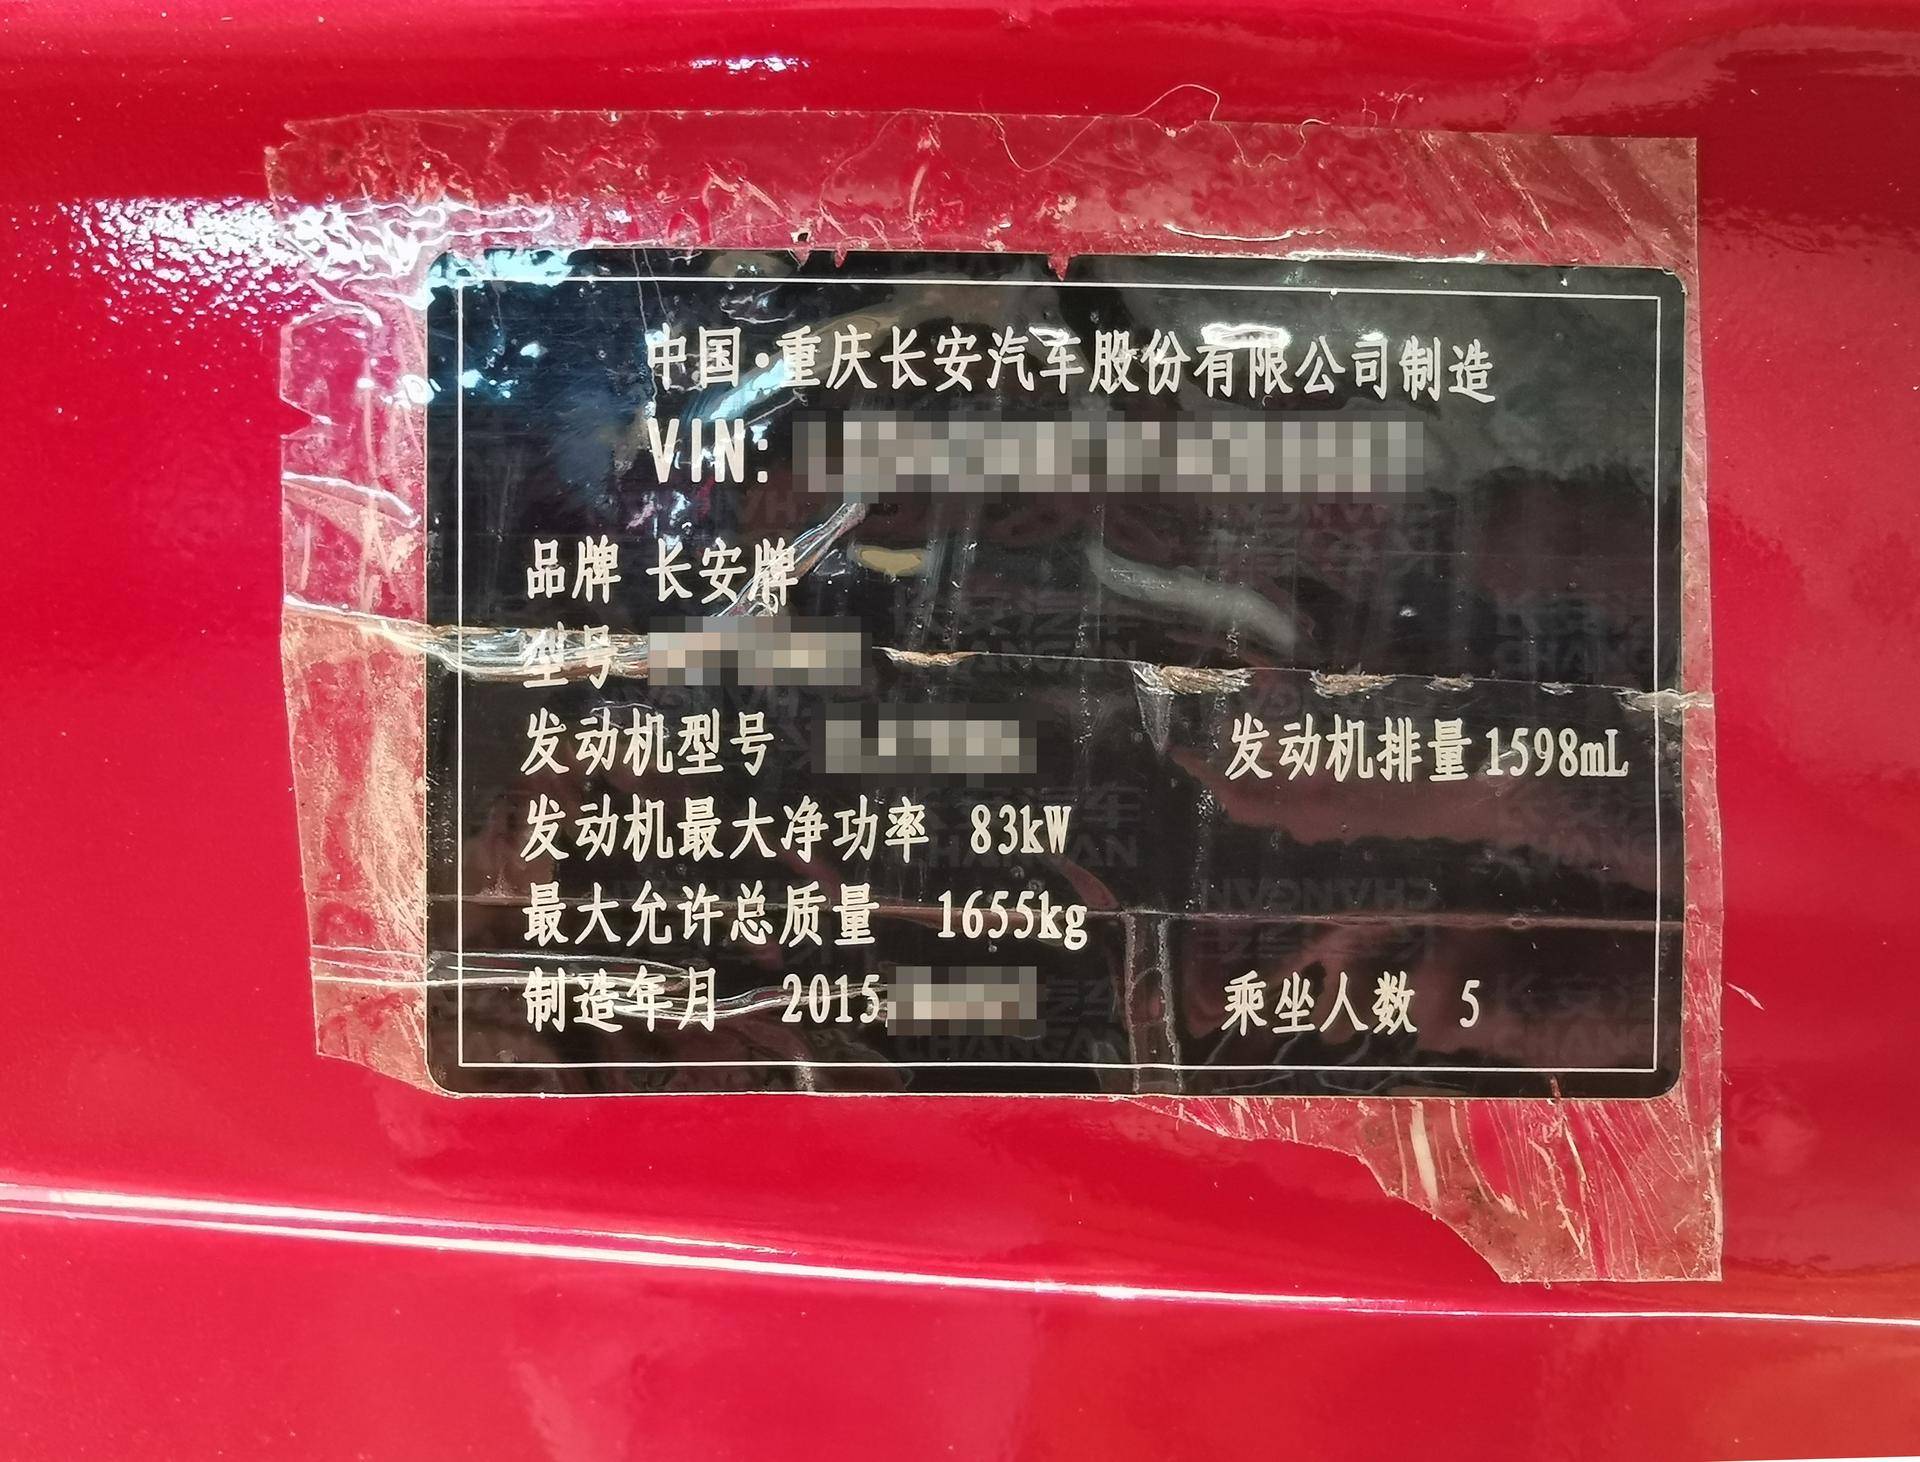 中国·重庆长安汽车股份有限公司制造
VIN:
品牌 长安牌
型号
发动机型号 发动机排量 1598mL
发动机最大净功率 83kW
最大允许总质量 1655kg
制造年月 2015 乘坐人数 5